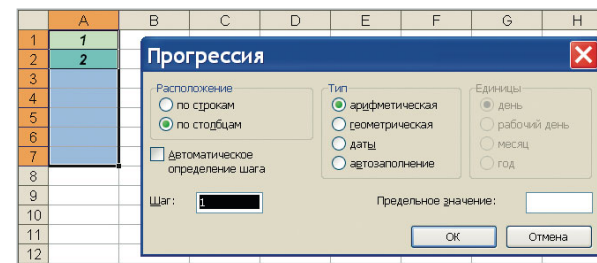 A B C D E F G H
1 1
2 2
3
4
5
6
7
8
9
10
11
12
Прогрессия
Расположение
по строкам
по столбцам
Автоматическое
определение шага
Тип
арифметическая
геометрическая
даты
автозаполнение
Единицы
день
рабочий день
месяц
год
Шаг: 1
Предельное значение:
ОК Отмена